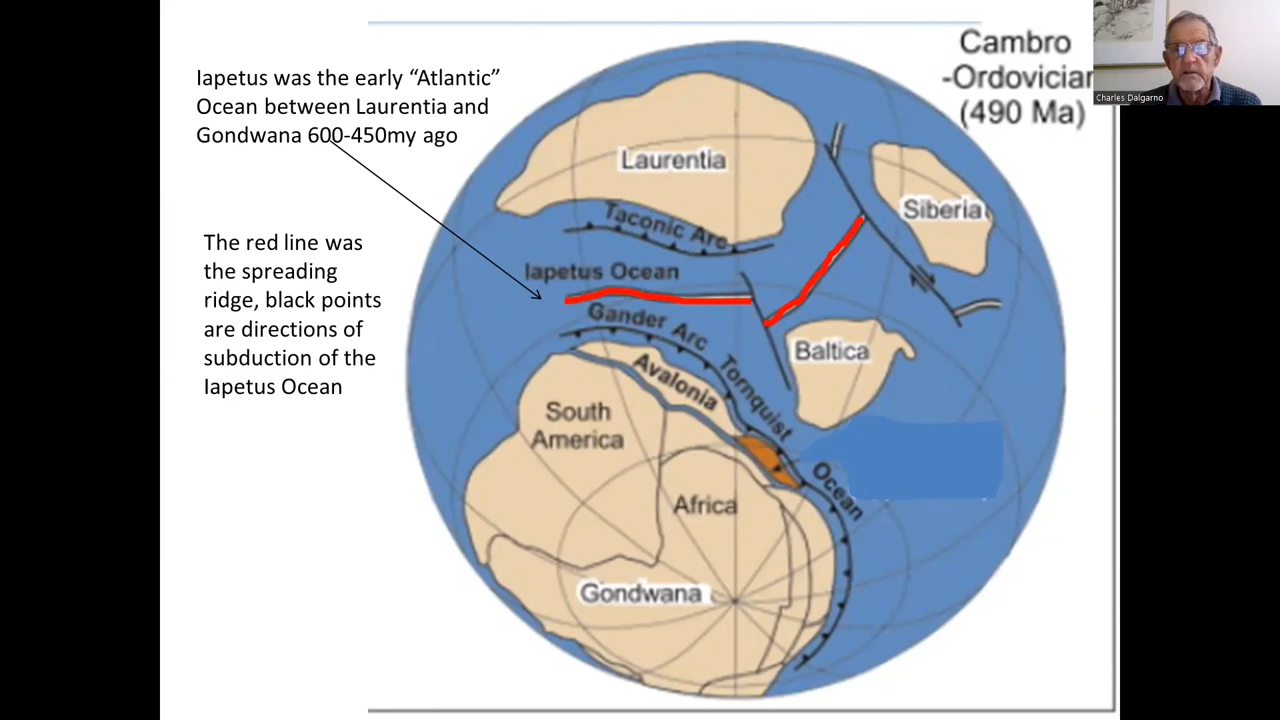 Iapetus was the early “Atlantic”
Ocean between Laurentia and
Gondwana 600-450my ago
The red line was
the spreading
ridge, black points
are directions of
subduction of the
Iapetus Ocean
Cambro
-Ordovician
(490 Ma)
Charles Dalgarno
Laurentia
Siberia
Taconic Arc
Iapetus Ocean
Gander Arc
Baltica
Avalonia
Tornquist
Ocean
South
America
Africa
Gondwana